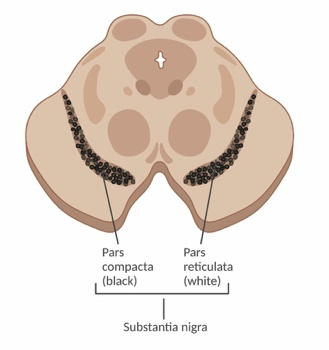 Pars
compacta
(black)
Pars
reticulata
(white)
Substantia nigra